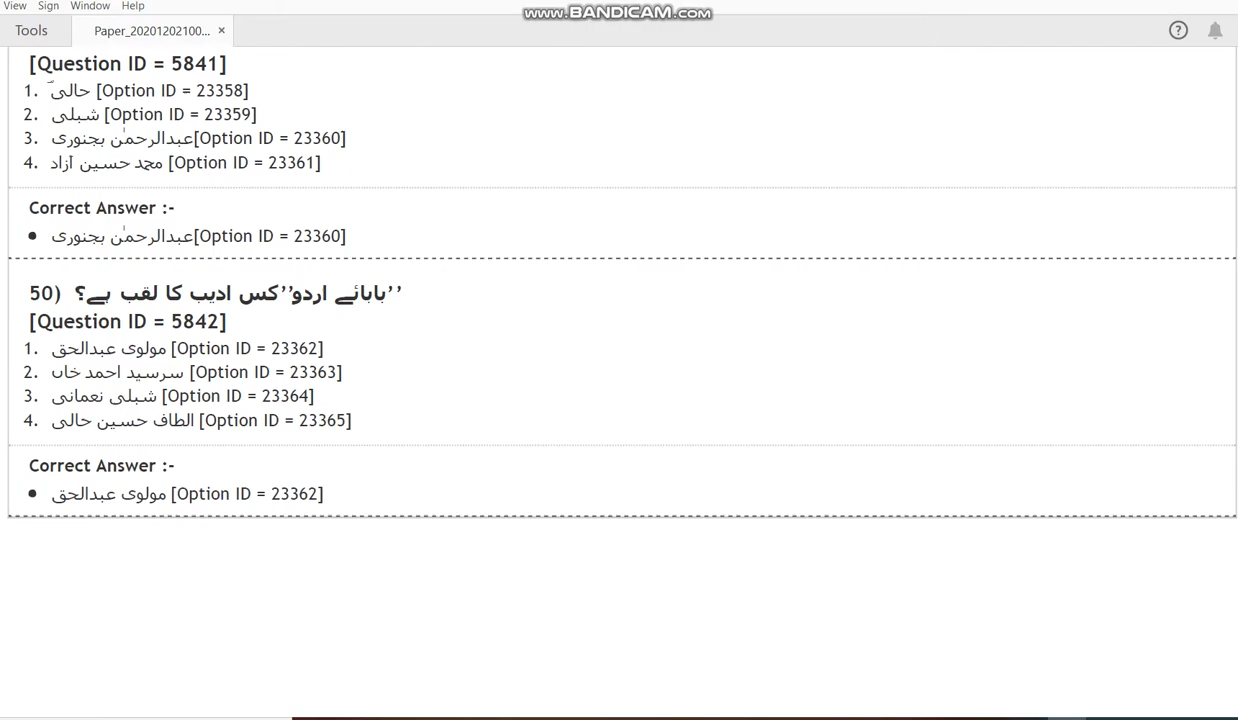 View Sign Window Help
www.BANDICAM.com
Tools Paper_20201202100... ×
[Question ID = 5841]
1. حالیؔ [Option ID = 23358]
2. شبلی [Option ID = 23359]
3. عبدالرحمٰن بجنوری[Option ID = 23360]
4. محمد حسین آزاد [Option ID = 23361]
Correct Answer :-
• عبدالرحمٰن بجنوری[Option ID = 23360]
50) ’’بابائے اردو’’کس ادیب کا لقب ہے؟
[Question ID = 5842]
1. مولوی عبدالحق [Option ID = 23362]
2. سرسید احمد خاں [Option ID = 23363]
3. شبلی نعمانی [Option ID = 23364]
4. الطاف حسین حالی [Option ID = 23365]
Correct Answer :-
• مولوی عبدالحق [Option ID = 23362]